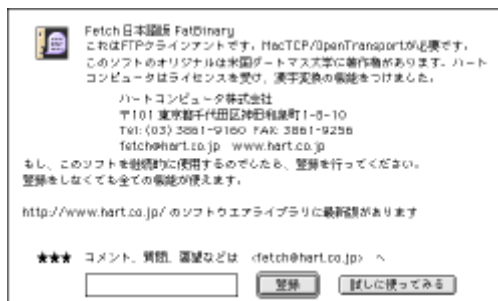 Fetch 日本語版 FatBinary
これはFTPクライアントです。MacTCP/OpenTransportが必要です。
このソフトのオリジナルは米国ダートマス大学に著作権があります。ハート
コンピュータはライセンスを受け、漢字変換の機能をつけました。
ハートコンピュータ株式会社
〒101 東京都千代田区神田和泉町1-8-10
Tel: (03) 3861-9160 FAX: 3861-9256
fetch@hart.co.jp www.hart.co.jp
もし、このソフトを継続的に使用するのでしたら、登録を行ってください。
登録をしなくても全ての機能が使えます。
http://www.hart.co.jp/ のソフトウエアライブラリに最新版があります
★★★ コメント、質問、要望などは <fetch@hart.co.jp> へ
登録 試しに使ってみる